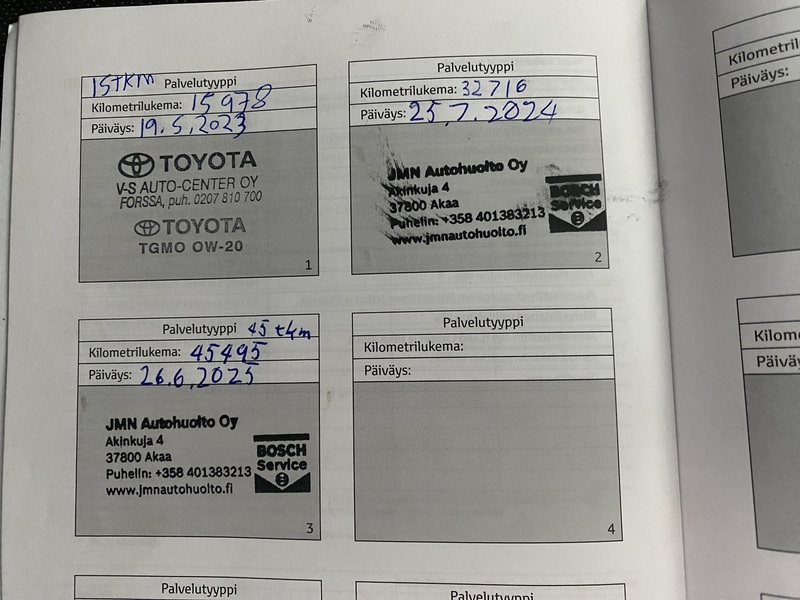 15TKM Palvelutyyppi
Kilometrilukema: 15978
Päiväys: 19.5.2023
TOYOTA
V-S AUTO-CENTER OY
FORSSA, puh. 0207 810 700
TOYOTA
TGMO OW-20
1
Palvelutyyppi
Kilometrilukema: 32716
Päiväys: 25.7.2024
JMN Autohuolto Oy
Akinkuja 4
37800 Akaa
Puhelin: +358 401383213
www.jmnautohuolto.fi
BOSCH
Service
2
Palvelutyyppi 45 tkm
Kilometrilukema: 45495
Päiväys: 26.6.2025
JMN Autohuolto Oy
Akinkuja 4
37800 Akaa
Puhelin: +358 401383213
www.jmnautohuolto.fi
BOSCH
Service
3
Palvelutyyppi
Kilometrilukema:
Päiväys:
4
Palvelutyyppi
Palvelutyyppi
Kilometril
Päiväys:
Kilome
Päivä